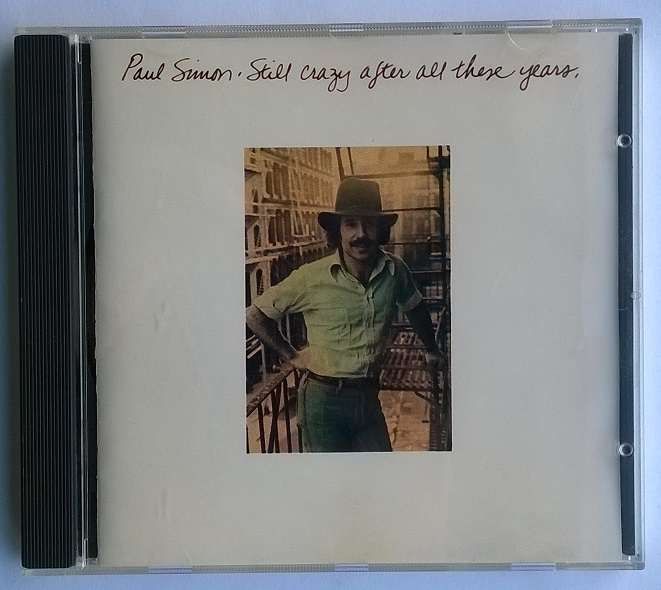 Paul Simon · Still crazy after all these years.